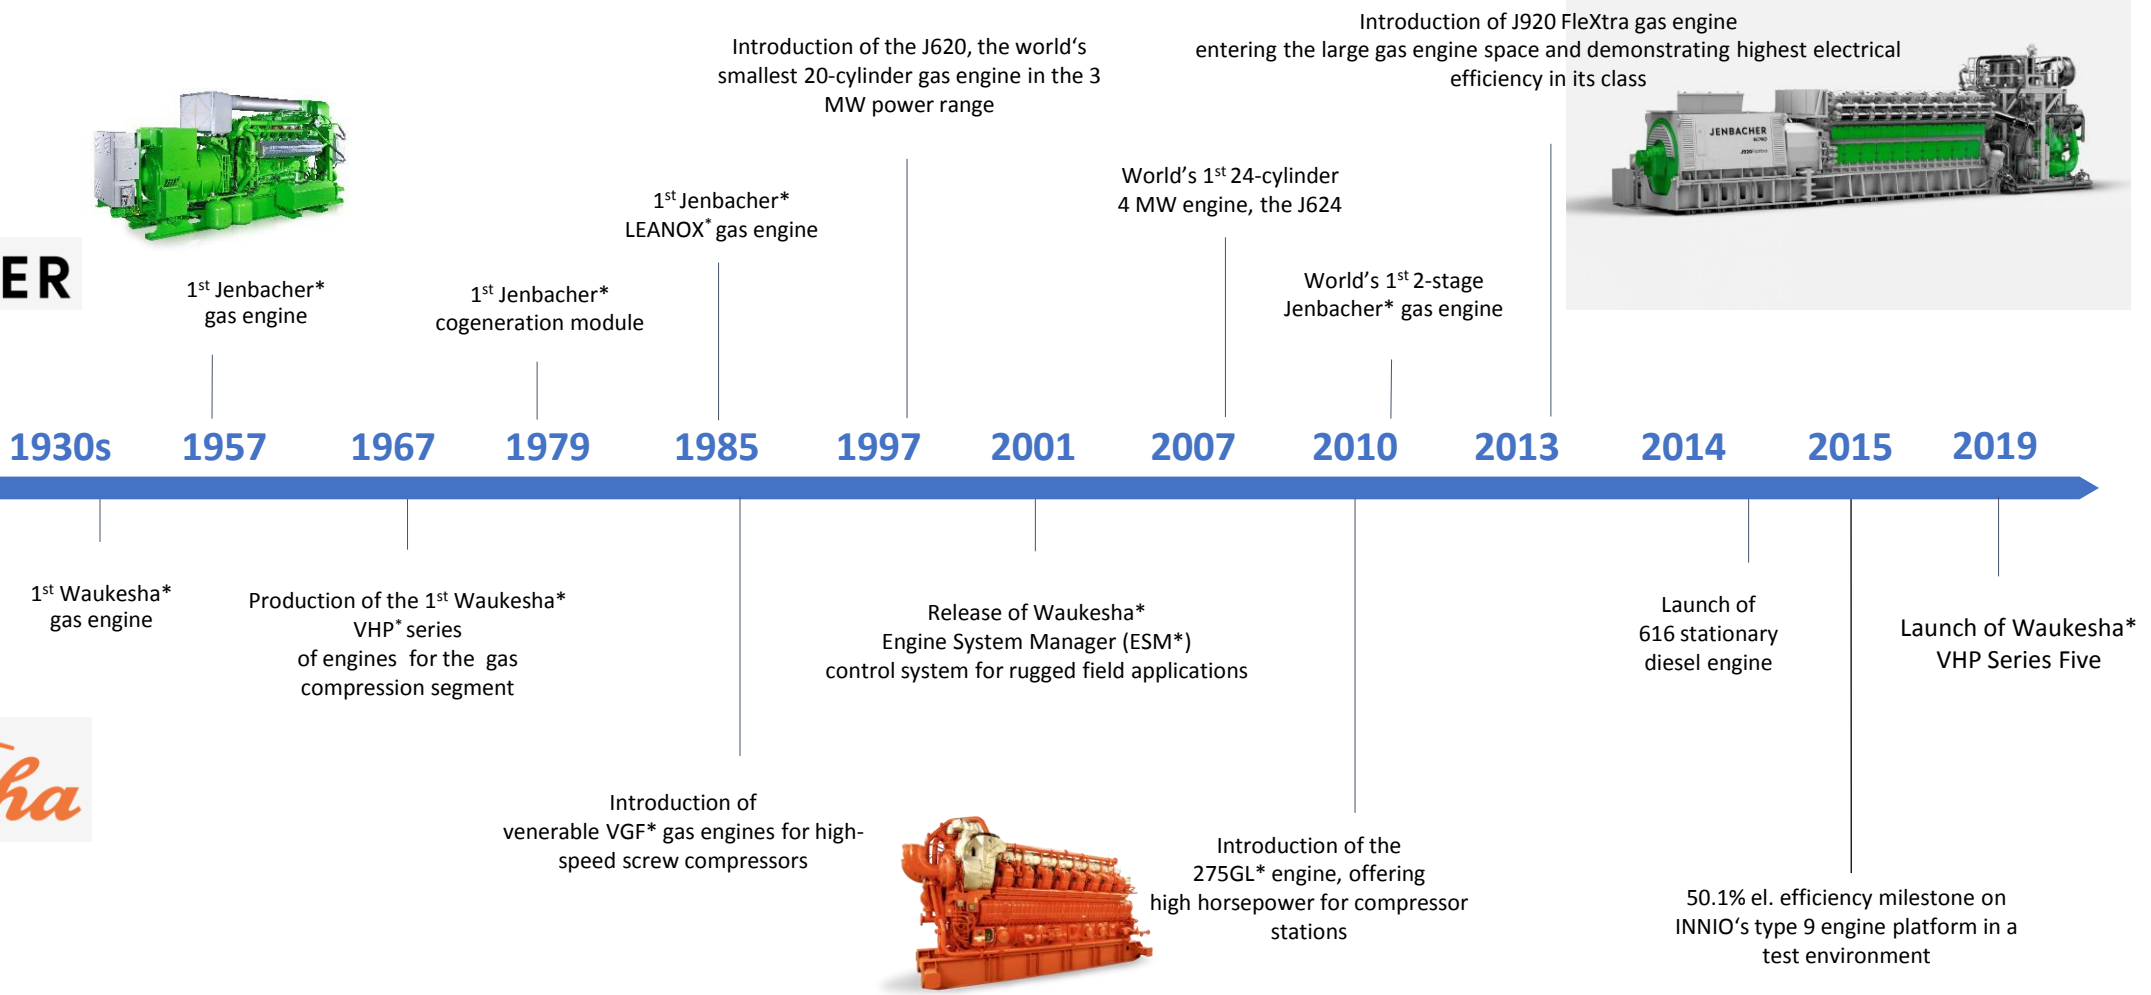 Introduction of J920 FleXtra gas engine
entering the large gas engine space and demonstrating highest electrical
efficiency in its class
Introduction of the J620, the world‘s
smallest 20-cylinder gas engine in the 3
MW power range
JENBACHER
INNIO
J920 FleXtra
World’s 1st 24-cylinder
4 MW engine, the J624
1st Jenbacher*
LEANOX* gas engine
ER
1st Jenbacher*
gas engine
1st Jenbacher*
cogeneration module
World’s 1st 2-stage
Jenbacher* gas engine
1930s 1957 1967 1979 1985 1997 2001 2007 2010 2013 2014 2015 2019
1st Waukesha*
gas engine
Production of the 1st Waukesha*
VHP* series
of engines for the gas
compression segment
Release of Waukesha*
Engine System Manager (ESM*)
control system for rugged field applications
Launch of
616 stationary
diesel engine
Launch of Waukesha*
VHP Series Five
ha
Introduction of
venerable VGF* gas engines for high-
speed screw compressors
Introduction of the
275GL* engine, offering
high horsepower for compressor
stations
50.1% el. efficiency milestone on
INNIO‘s type 9 engine platform in a
test environment